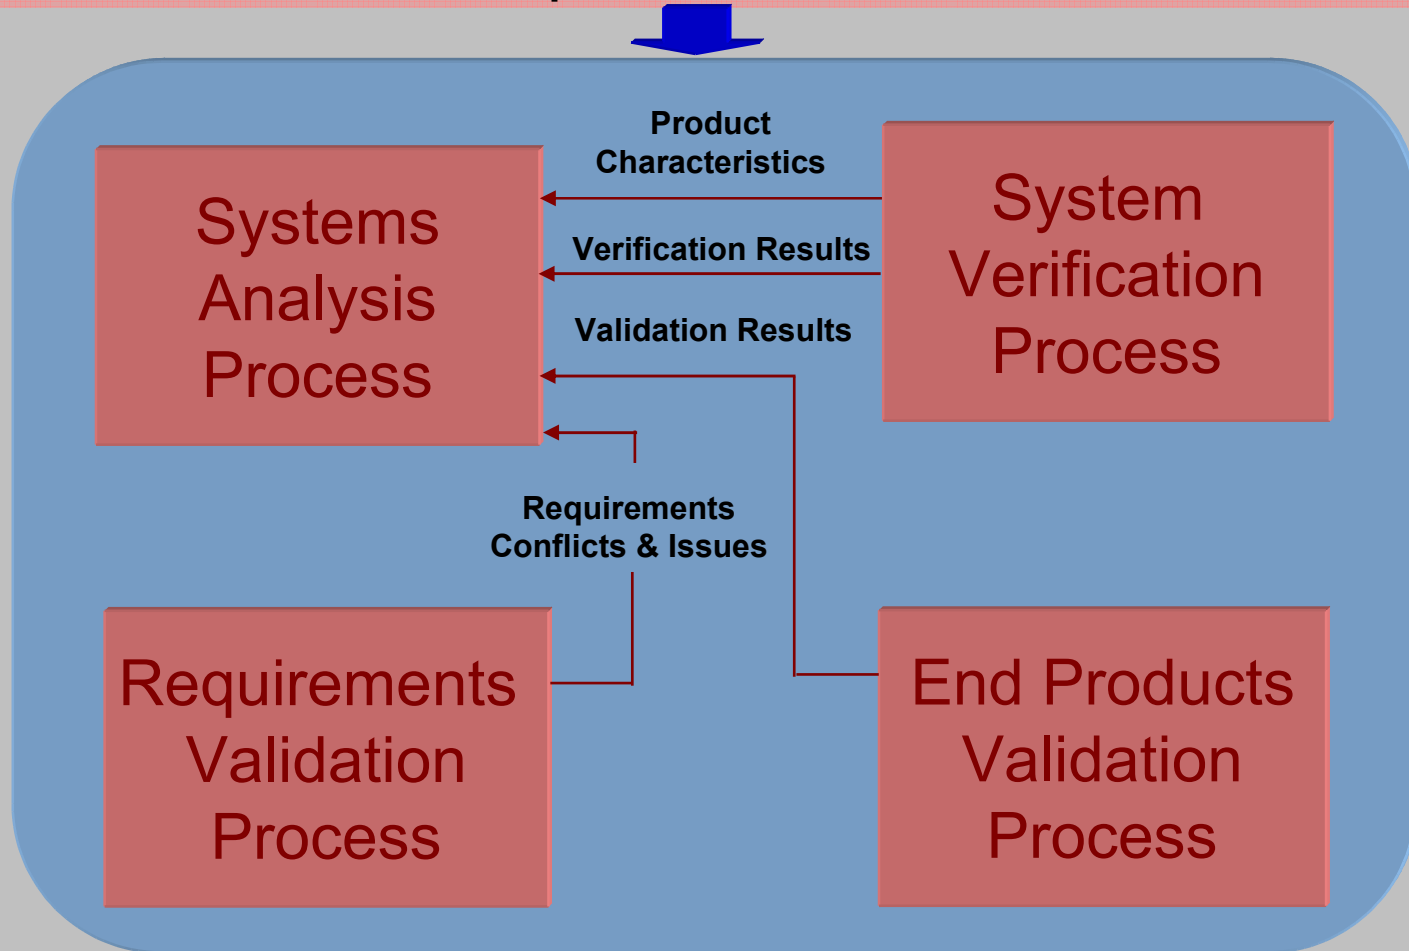 Product
Characteristics
Systems
Analysis
Process
Verification Results
Validation Results
System
Verification
Process
Requirements
Conflicts & Issues
Requirements
Validation
Process
End Products
Validation
Process